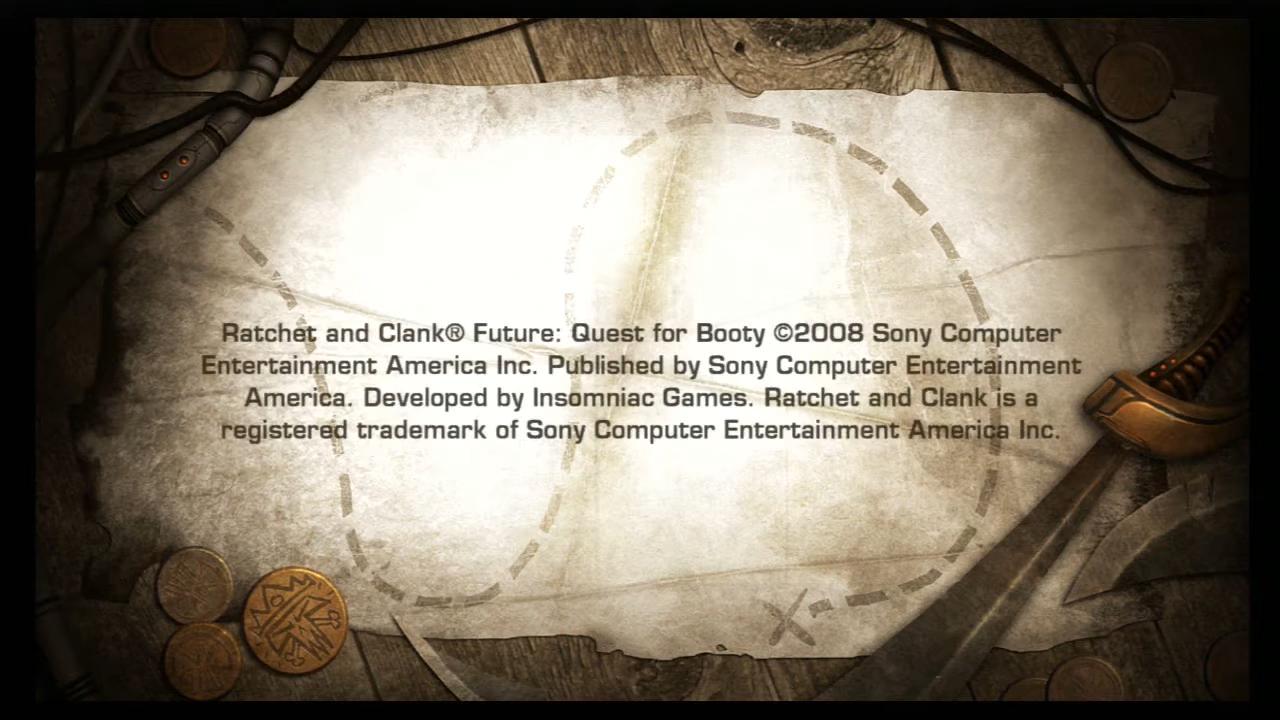 Ratchet and Clank® Future: Quest for Booty ©2008 Sony Computer
Entertainment America Inc. Published by Sony Computer Entertainment
America. Developed by Insomniac Games. Ratchet and Clank is a
registered trademark of Sony Computer Entertainment America Inc.